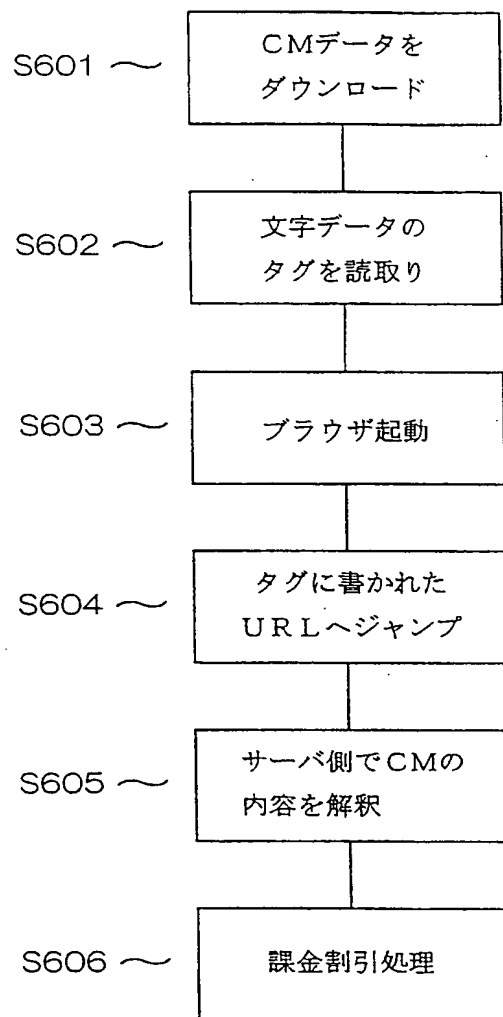 S601 〜 CMデータを
ダウンロード
S602 〜 文字データの
タグを読取り
S603 〜 ブラウザ起動
S604 〜 タグに書かれた
URLへジャンプ
S605 〜 サーバ側でCMの
内容を解釈
S606 〜 課金割引処理